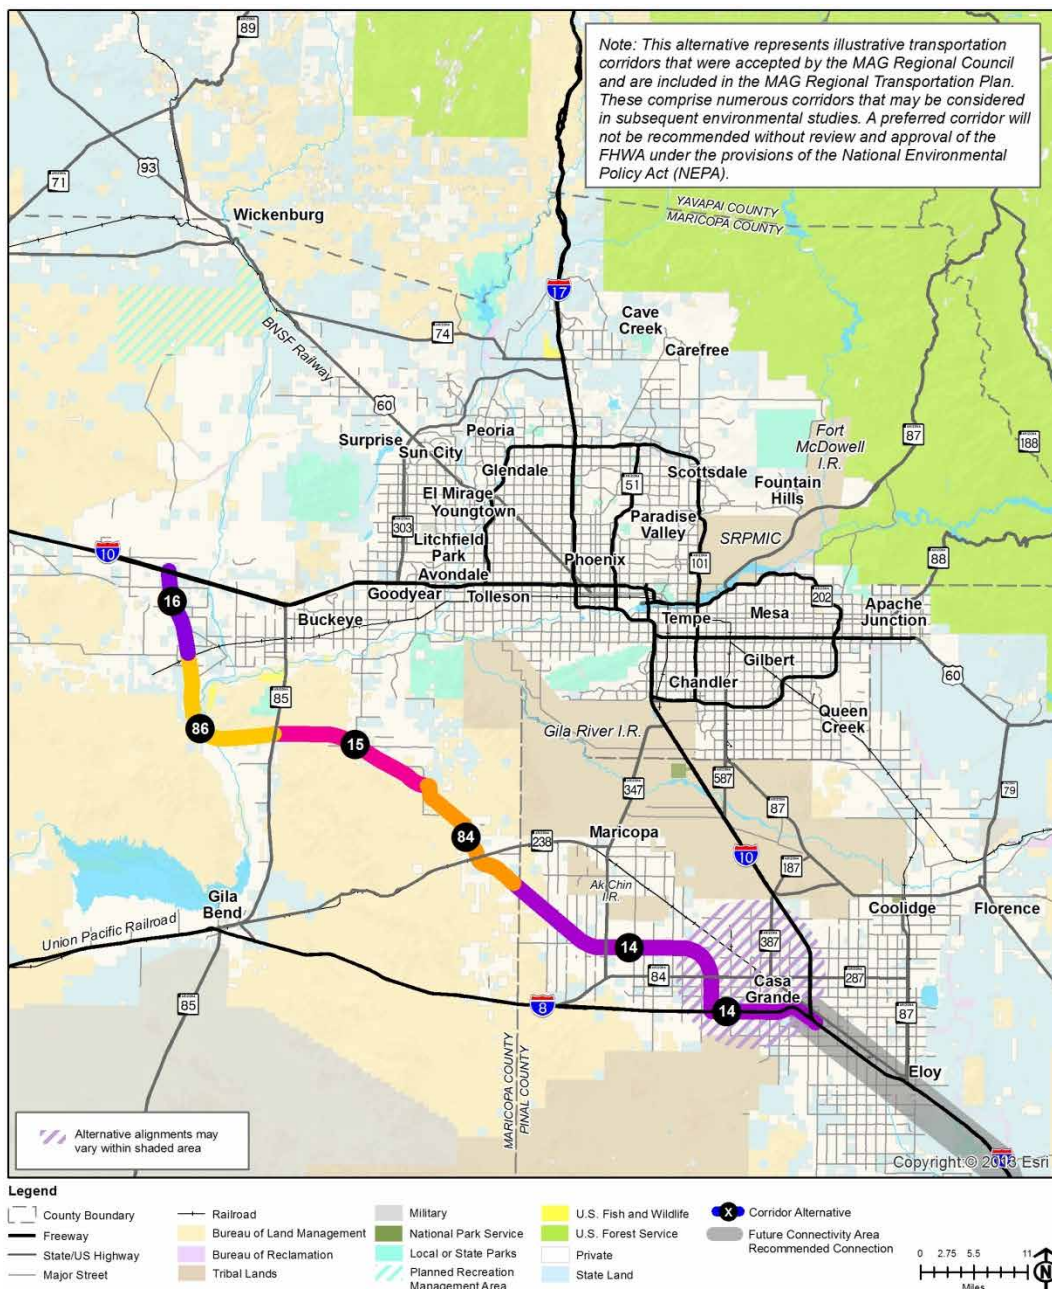 Note: This alternative represents illustrative transportation
corridors that were accepted by the MAG Regional Council
and are included in the MAG Regional Transportation Plan.
These comprise numerous corridors that may be considered
in subsequent environmental studies. A preferred corridor will
not be recommended without review and approval of the
FHWA under the provisions of the National Environmental
Policy Act (NEPA).
89
93
71
Wickenburg
YAVAPAI COUNTY
MARICOPA COUNTY
17
Cave
Creek
74
Carefree
BNSF Railway
60
Surprise
Sun City
Peoria
Glendale
El Mirage
Youngtown
303
Litchfield
Park
Avondale
Goodyear
Tolleson
51
Scottsdale
Paradise
Valley
Phoenix
101
Fort
McDowell
I.R.
Fountain
Hills
SRPMIC
87
188
88
10
16
Buckeye
Tempe
Mesa
202
Apache
Junction
Gilbert
Chandler
60
Queen
Creek
85
86
15
Gila River I.R.
347
587
87
79
84
238
Maricopa
10
187
Ak Chin
I.R.
Gila
Bend
Union Pacific Railroad
Coolidge
Florence
14
387
84
Casa
Grande
287
85
8
14
87
Eloy
MARICOPA COUNTY
PINAL COUNTY
Alternative alignments may
vary within shaded area
10
Copyright:© 2013 Esri
Legend
County Boundary
Freeway
State/US Highway
Major Street
Railroad
Bureau of Land Management
Bureau of Reclamation
Tribal Lands
Military
National Park Service
Local or State Parks
Planned Recreation
Management Area
U.S. Fish and Wildlife
U.S. Forest Service
Private
State Land
X Corridor Alternative
Future Connectivity Area
Recommended Connection
0 2.75 5.5 11
Miles
N